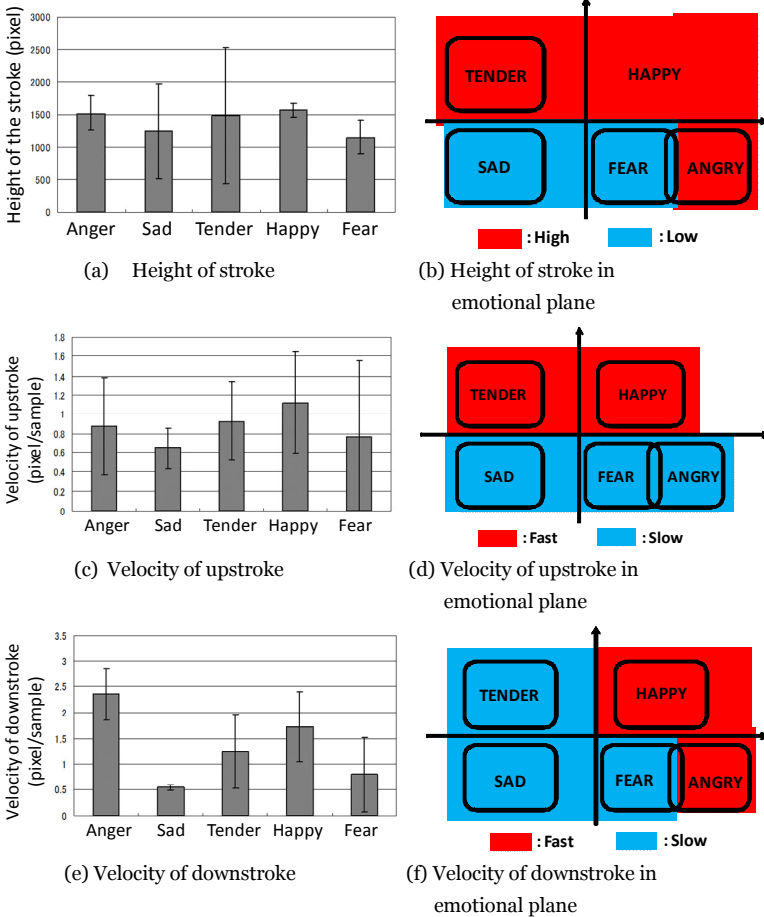 Height of the stroke (pixel)
3000
2500
2000
1500
1000
500
0
Anger Sad Tender Happy Fear
(a) Height of stroke
TENDER HAPPY
SAD FEAR ANGRY
: High : Low
(b) Height of stroke in
emotional plane
Velocity of upstroke
(pixel/sample)
1.8
1.6
1.4
1.2
1
0.8
0.6
0.4
0.2
0
Anger Sad Tender Happy Fear
(c) Velocity of upstroke
TENDER HAPPY
SAD FEAR ANGRY
: Fast : Slow
(d) Velocity of upstroke in
emotional plane
Velocity of downstroke
(pixel/sample)
3.5
3
2.5
2
1.5
1
0.5
0
Anger Sad Tender Happy Fear
(e) Velocity of downstroke
TENDER HAPPY
SAD FEAR ANGRY
: Fast : Slow
(f) Velocity of downstroke in
emotional plane